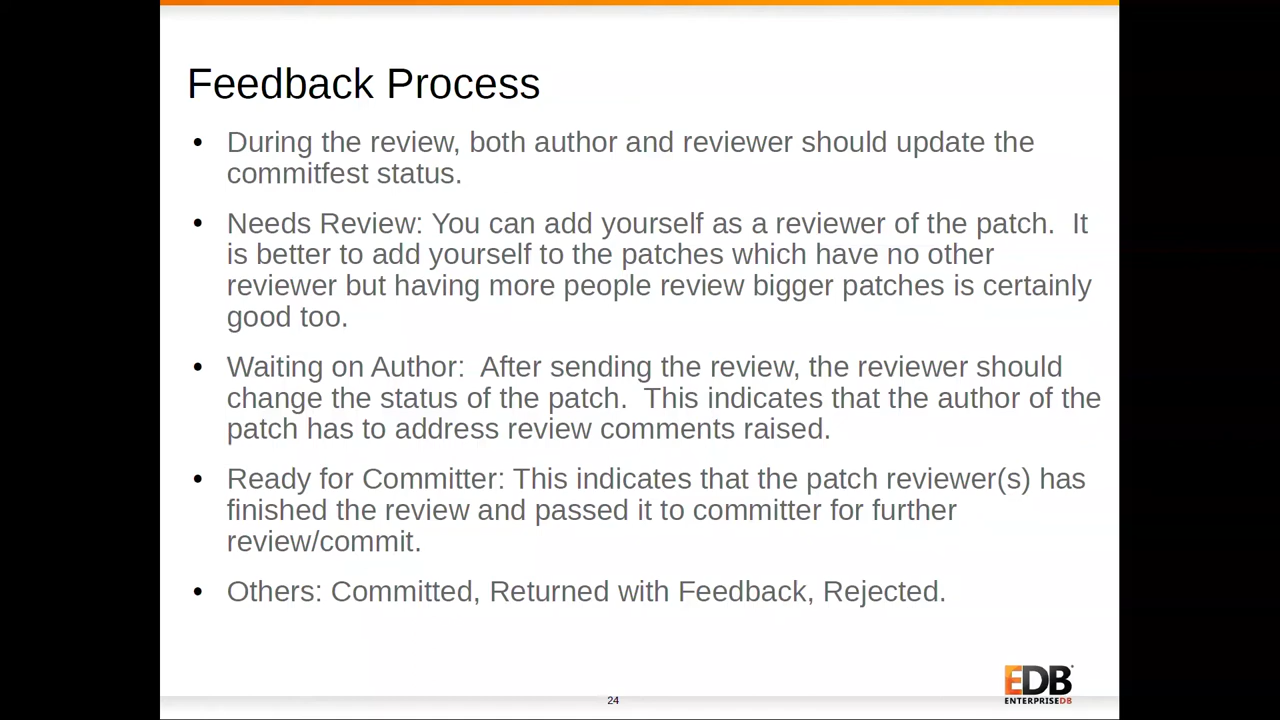 Feedback Process
• During the review, both author and reviewer should update the
commitfest status.
• Needs Review: You can add yourself as a reviewer of the patch.  It
is better to add yourself to the patches which have no other
reviewer but having more people review bigger patches is certainly
good too.
• Waiting on Author:  After sending the review, the reviewer should
change the status of the patch.  This indicates that the author of the
patch has to address review comments raised.
• Ready for Committer: This indicates that the patch reviewer(s) has
finished the review and passed it to committer for further
review/commit.
• Others: Committed, Returned with Feedback, Rejected.
EDB
ENTERPRISEDB
24